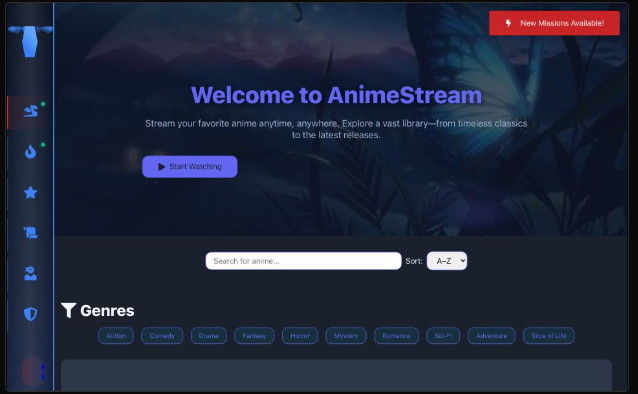 New Missions Available!
Welcome to AnimeStream
Stream your favorite anime anytime, anywhere. Explore a vast library—from timeless classics
to the latest releases.
Start Watching
Search for anime...
Sort:
A–Z
Genres
Action
Comedy
Drama
Fantasy
Horror
Mystery
Romance
Sci-Fi
Adventure
Slice of Life